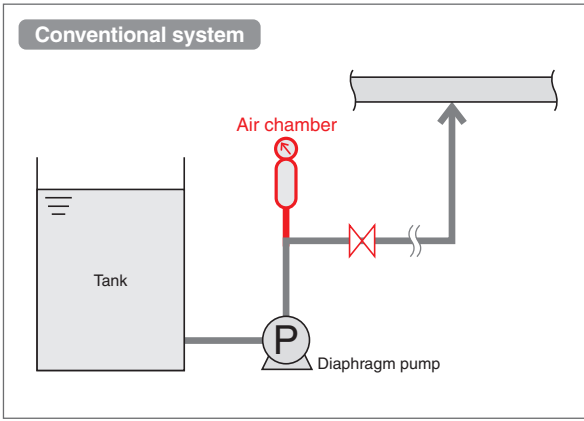 Conventional system
Air chamber
Tank
P
Diaphragm pump